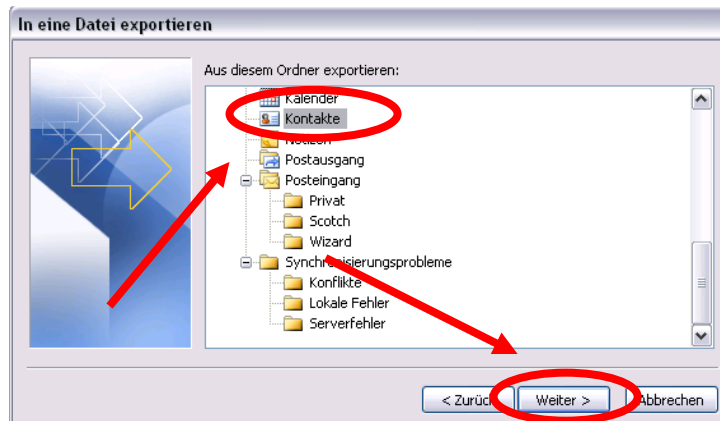 In eine Datei exportieren
Aus diesem Ordner exportieren:
Kalender
Kontakte
Notizen
Postausgang
Posteingang
Privat
Scotch
Wizard
Synchronisierungsprobleme
Konflikte
Lokale Fehler
Serverfehler
< Zurück
Weiter >
Abbrechen